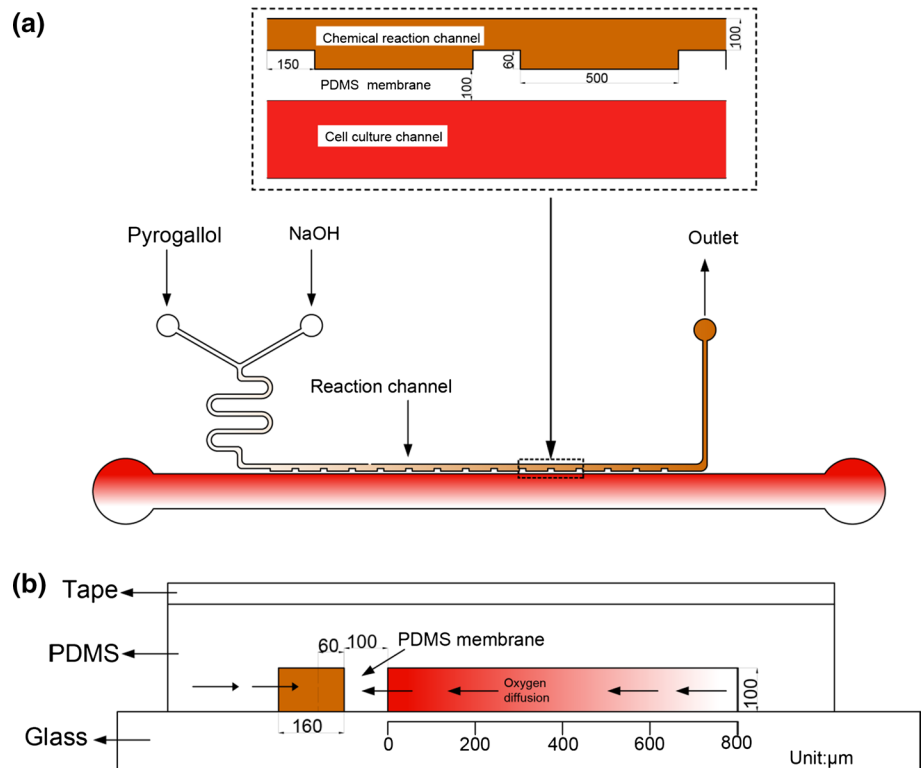 (a)
Chemical reaction channel
100
150
60
500
PDMS membrane
100
Cell culture channel
Pyrogallol
NaOH
Outlet
Reaction channel
(b)
Tape
PDMS
60
100
PDMS membrane
Oxygen
diffusion
100
160
Glass
0
200
400
600
800
Unit:μm